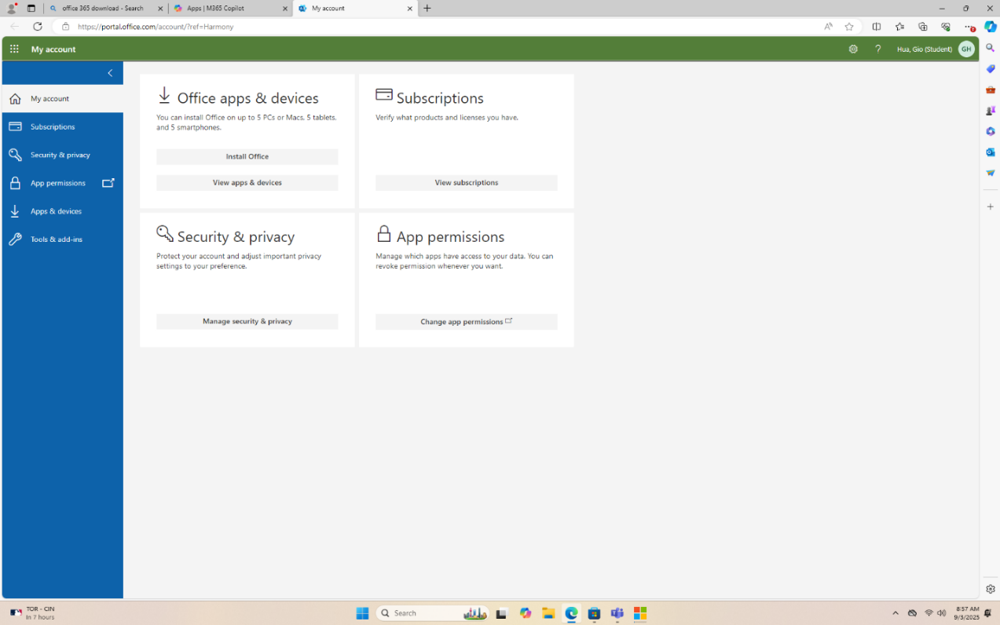 office 365 download - Search
Apps | M365 Copilot
My account
https://portal.office.com/account/?ref=Harmony
My account
?
Hua, Gio (Student)
GH
My account
Subscriptions
Security & privacy
App permissions
Apps & devices
Tools & add-ins
Office apps & devices
You can install Office on up to 5 PCs or Macs, 5 tablets,
and 5 smartphones.
Install Office
View apps & devices
Subscriptions
Verify what products and licenses you have.
View subscriptions
Security & privacy
Protect your account and adjust important privacy
settings to your preference.
Manage security & privacy
App permissions
Manage which apps have access to your data. You can
revoke permission whenever you want.
Change app permissions
TOR - CIN
In 7 hours
Search
8:57 AM
9/3/2025